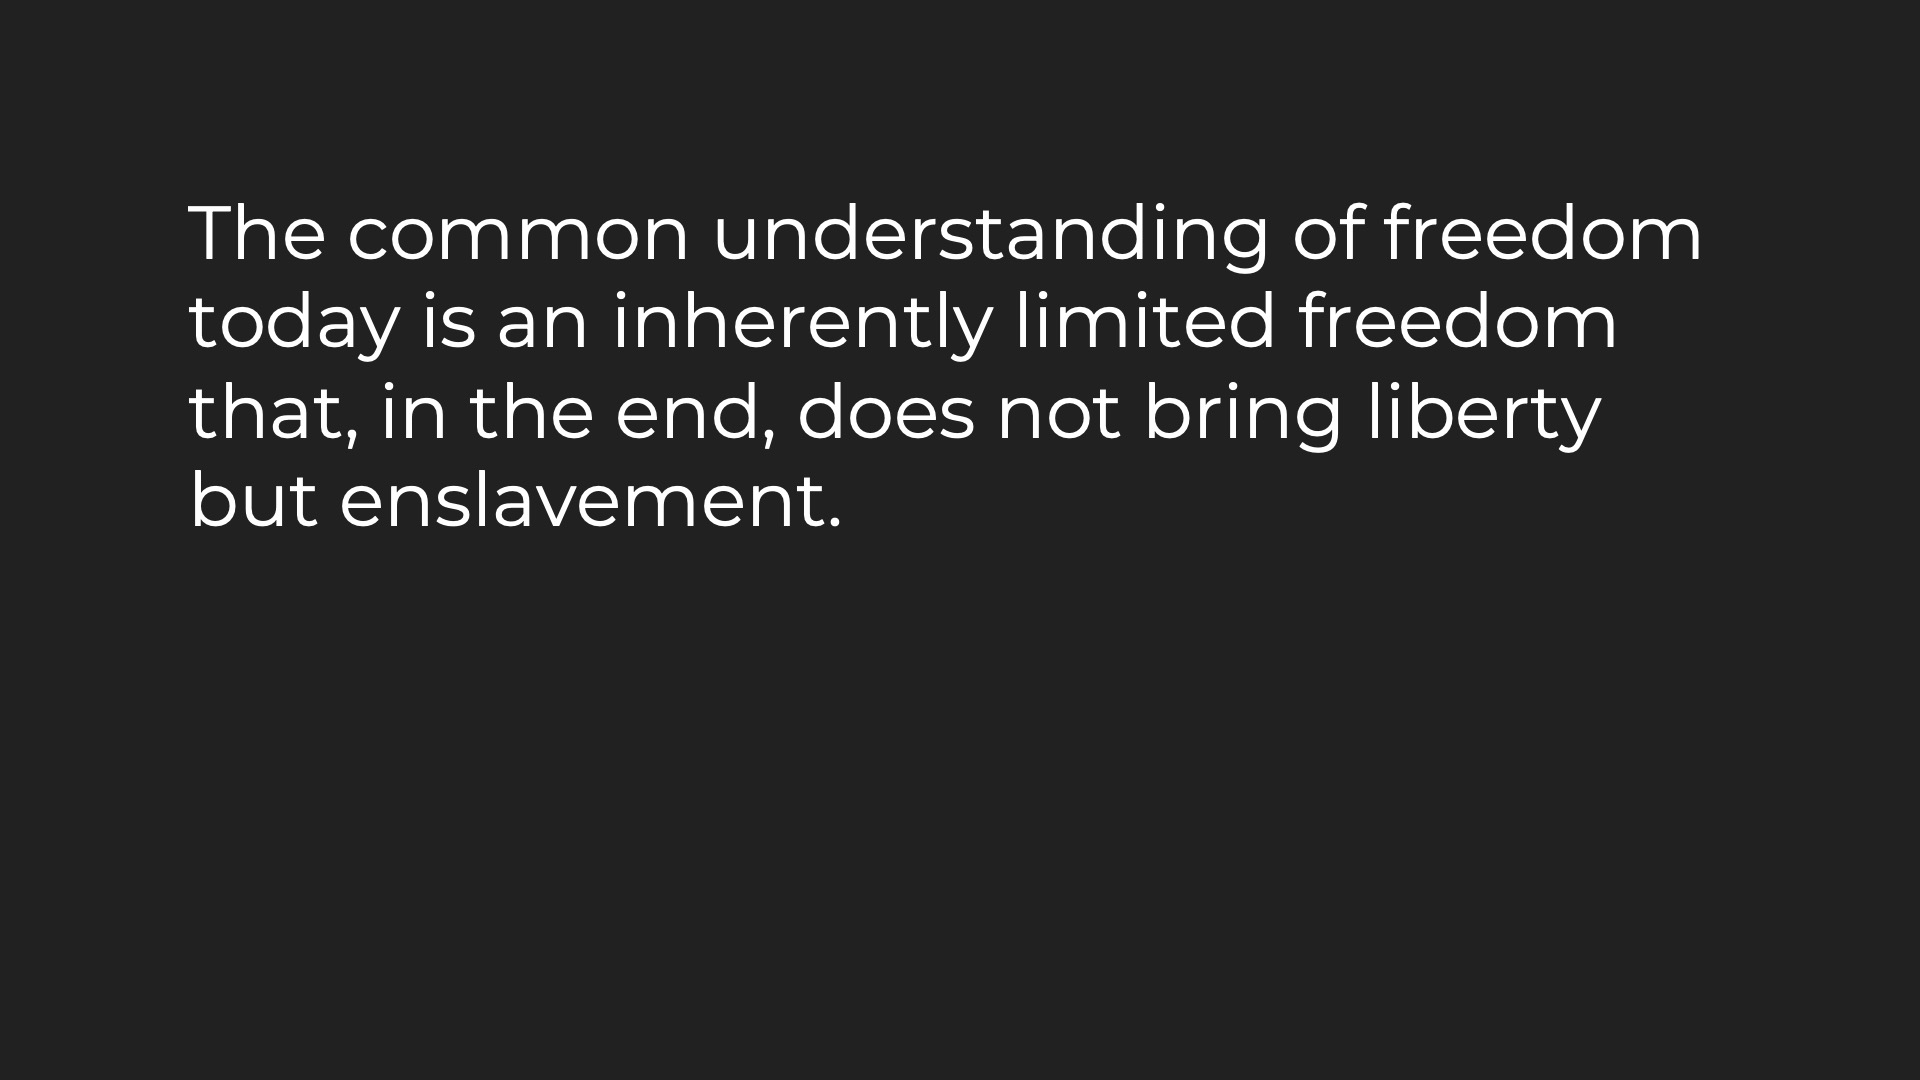 The common understanding of freedom
today is an inherently limited freedom
that, in the end, does not bring liberty
but enslavement.